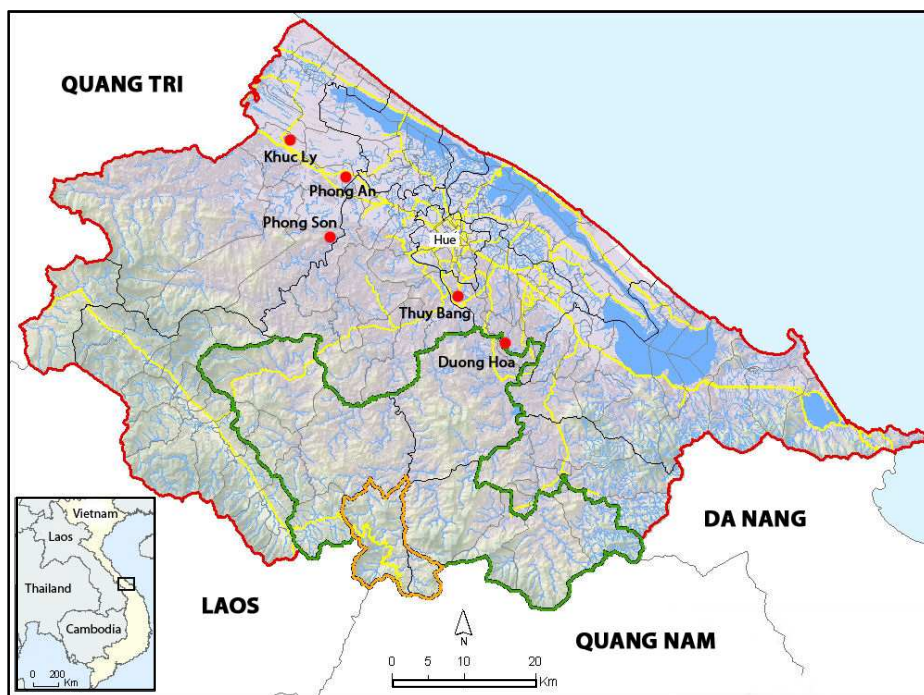 QUANG TRI
Khuc Ly
Phong An
Phong Son
Hue
Thuy Bang
Duong Hoa
DA NANG
LAOS
QUANG NAM
N
0 5 10 20
Km
Vietnam
Laos
Thailand
Cambodia
0 200
Km